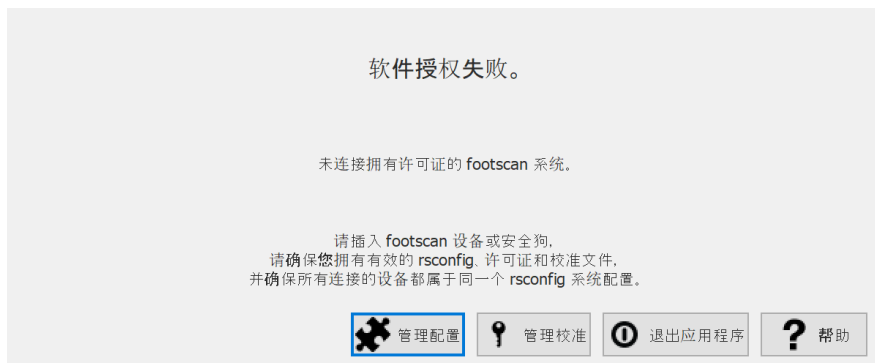 软件授权失败。
未连接拥有许可证的 footscan 系统。
请插入 footscan 设备或安全狗,
请确保您拥有有效的 rsconfig、许可证和校准文件,
并确保所有连接的设备都属于同一个 rsconfig 系统配置。
管理配置 管理校准 退出应用程序 帮助